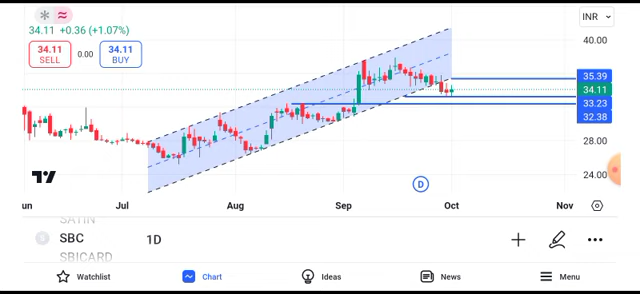 INR
34.11 +0.36 (+1.07%)
34.11 SELL 0.00 34.11 BUY
40.00
35.39
34.11
33.23
32.38
28.00
24.00
D
un Jul Aug Sep Oct Nov
SATIN
SBC 1D
SBICARD
Watchlist Chart Ideas News Menu